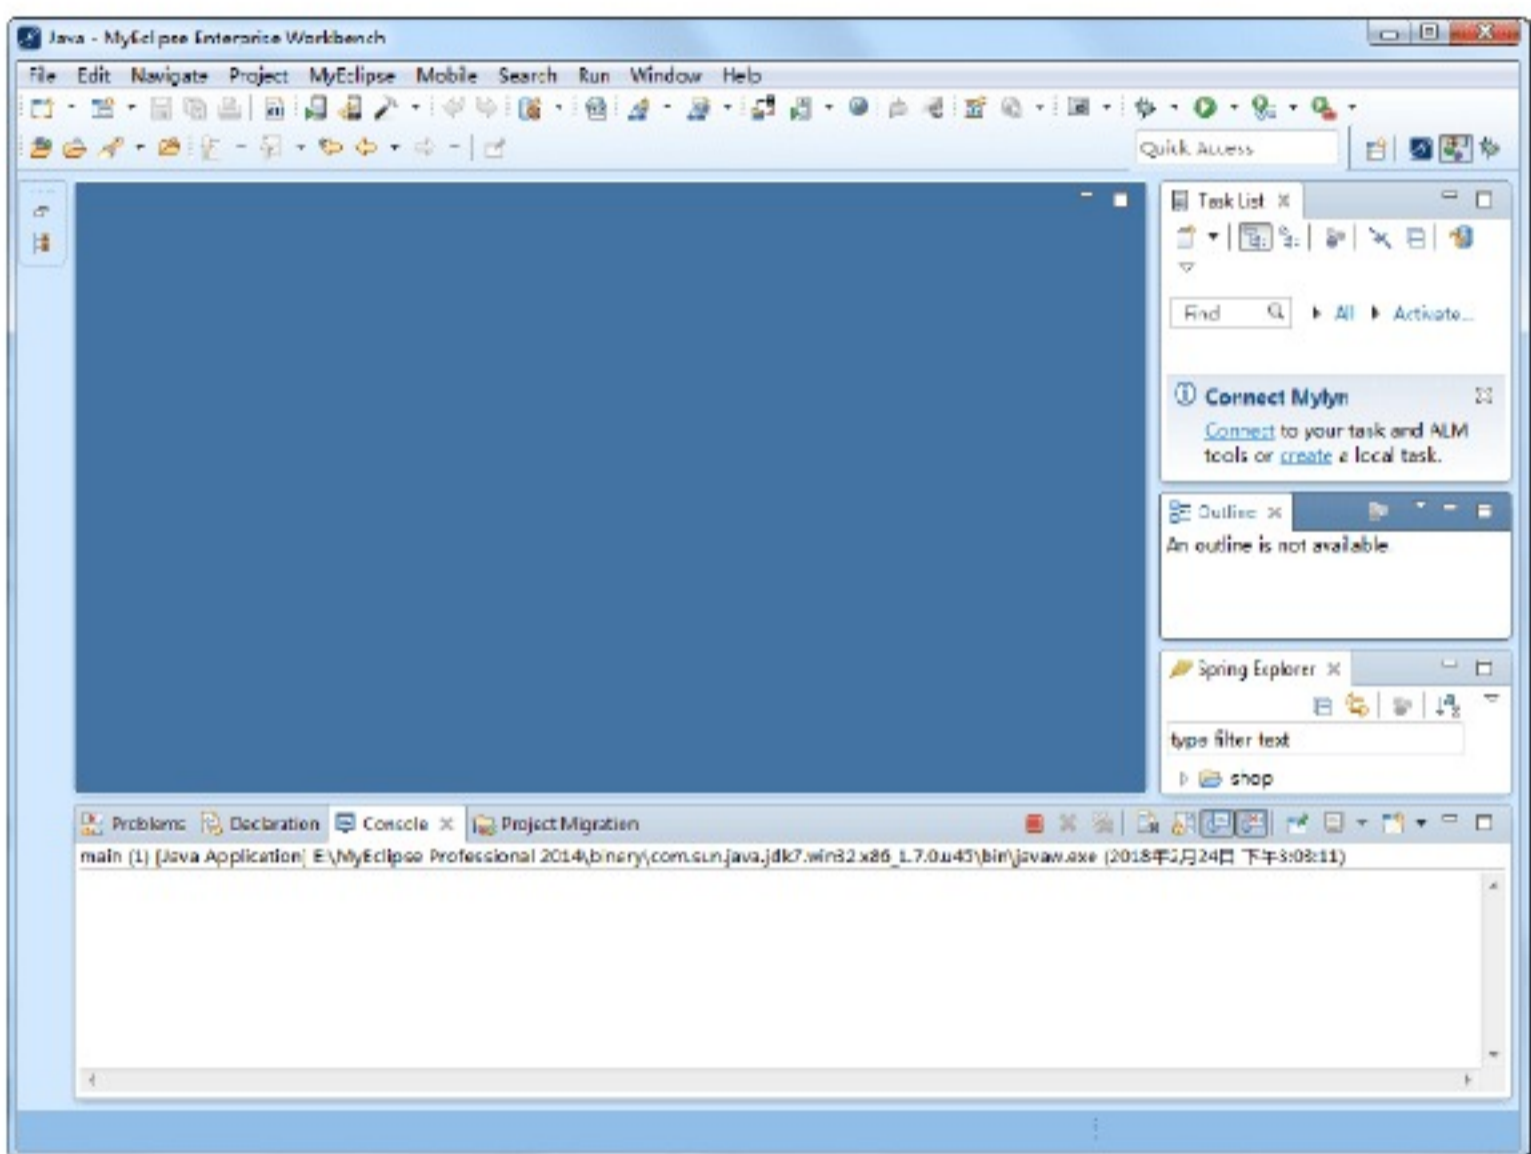 Java - MyEclipse Enterprise Workbench
File Edit Navigate Project MyEclipse Mobile Search Run Window Help
Quick Access
Task List
Find All Activate...
Connect Mylyn
Connect to your task and ALM
tools or create a local task.
Outline
An outline is not available.
Spring Explorer
type filter text
shop
Problems Declaration Console Project Migration
main (1) [Java Application] E:\MyEclipse Professional 2014\binary\com.sun.java.jdk7.win32.x86_1.7.0.u45\bin\javaw.exe (2018年2月24日 下午3:08:11)